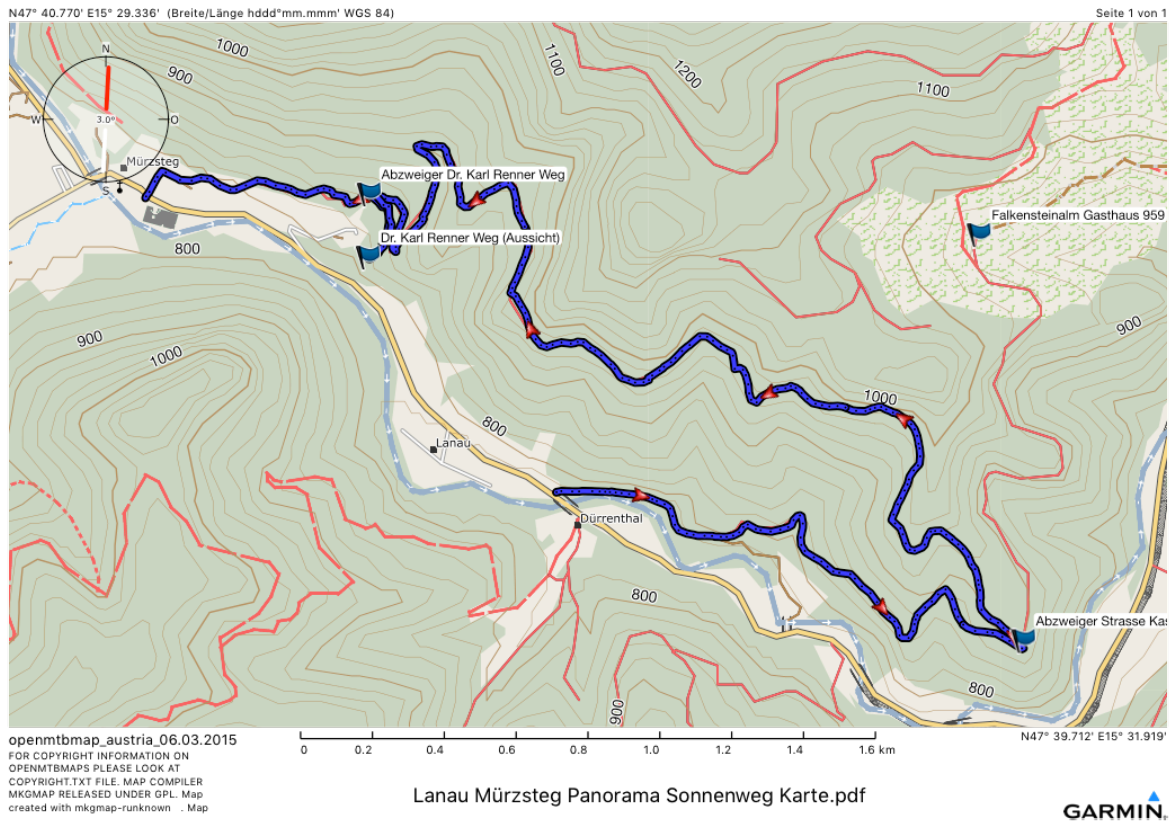 N47° 40.770' E15° 29.336' (Breite/Länge hddd°mm.mmm' WGS 84)
Seite 1 von 1
1000
1100
1200
900
1100
N
W
3.0°
O
S
Mürzsteg
Abzweiger Dr. Karl Renner Weg
Falkensteinalm Gasthaus 959
Dr. Karl Renner Weg (Aussicht)
800
900
900
1000
1000
800
Lanau
Dürrenthal
800
Abzweiger Strasse Kas
800
900
openmtbmap_austria_06.03.2015
N47° 39.712' E15° 31.919'
0 0.2 0.4 0.6 0.8 1.0 1.2 1.4 1.6 km
FOR COPYRIGHT INFORMATION ON
OPENMTBMAPS PLEASE LOOK AT
COPYRIGHT.TXT FILE. MAP COMPILER
MKGMAP RELEASED UNDER GPL. Map
created with mkgmap-runknown . Map
Lanau Mürzsteg Panorama Sonnenweg Karte.pdf
GARMIN